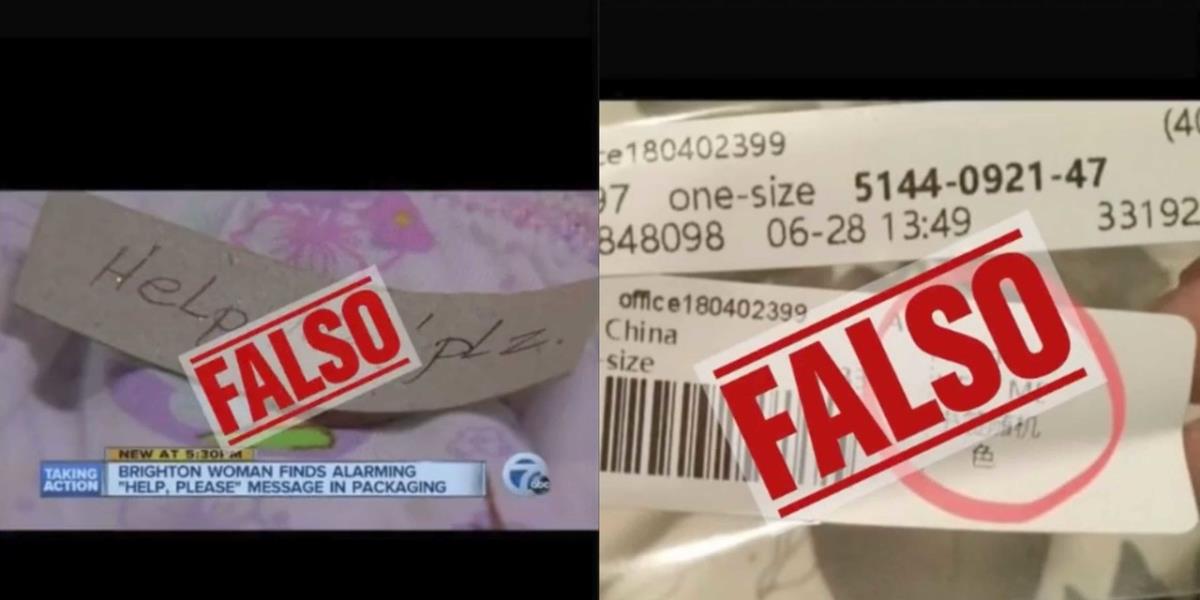 Help plz.
FALSO
NEW AT 5:30PM
TAKING ACTION
BRIGHTON WOMAN FINDS ALARMING
"HELP, PLEASE" MESSAGE IN PACKAGING
7 abc
ce180402399 (40
97 one-size 5144-0921-47
848098 06-28 13:49 33192
office180402399
China
size
FALSO
机
色